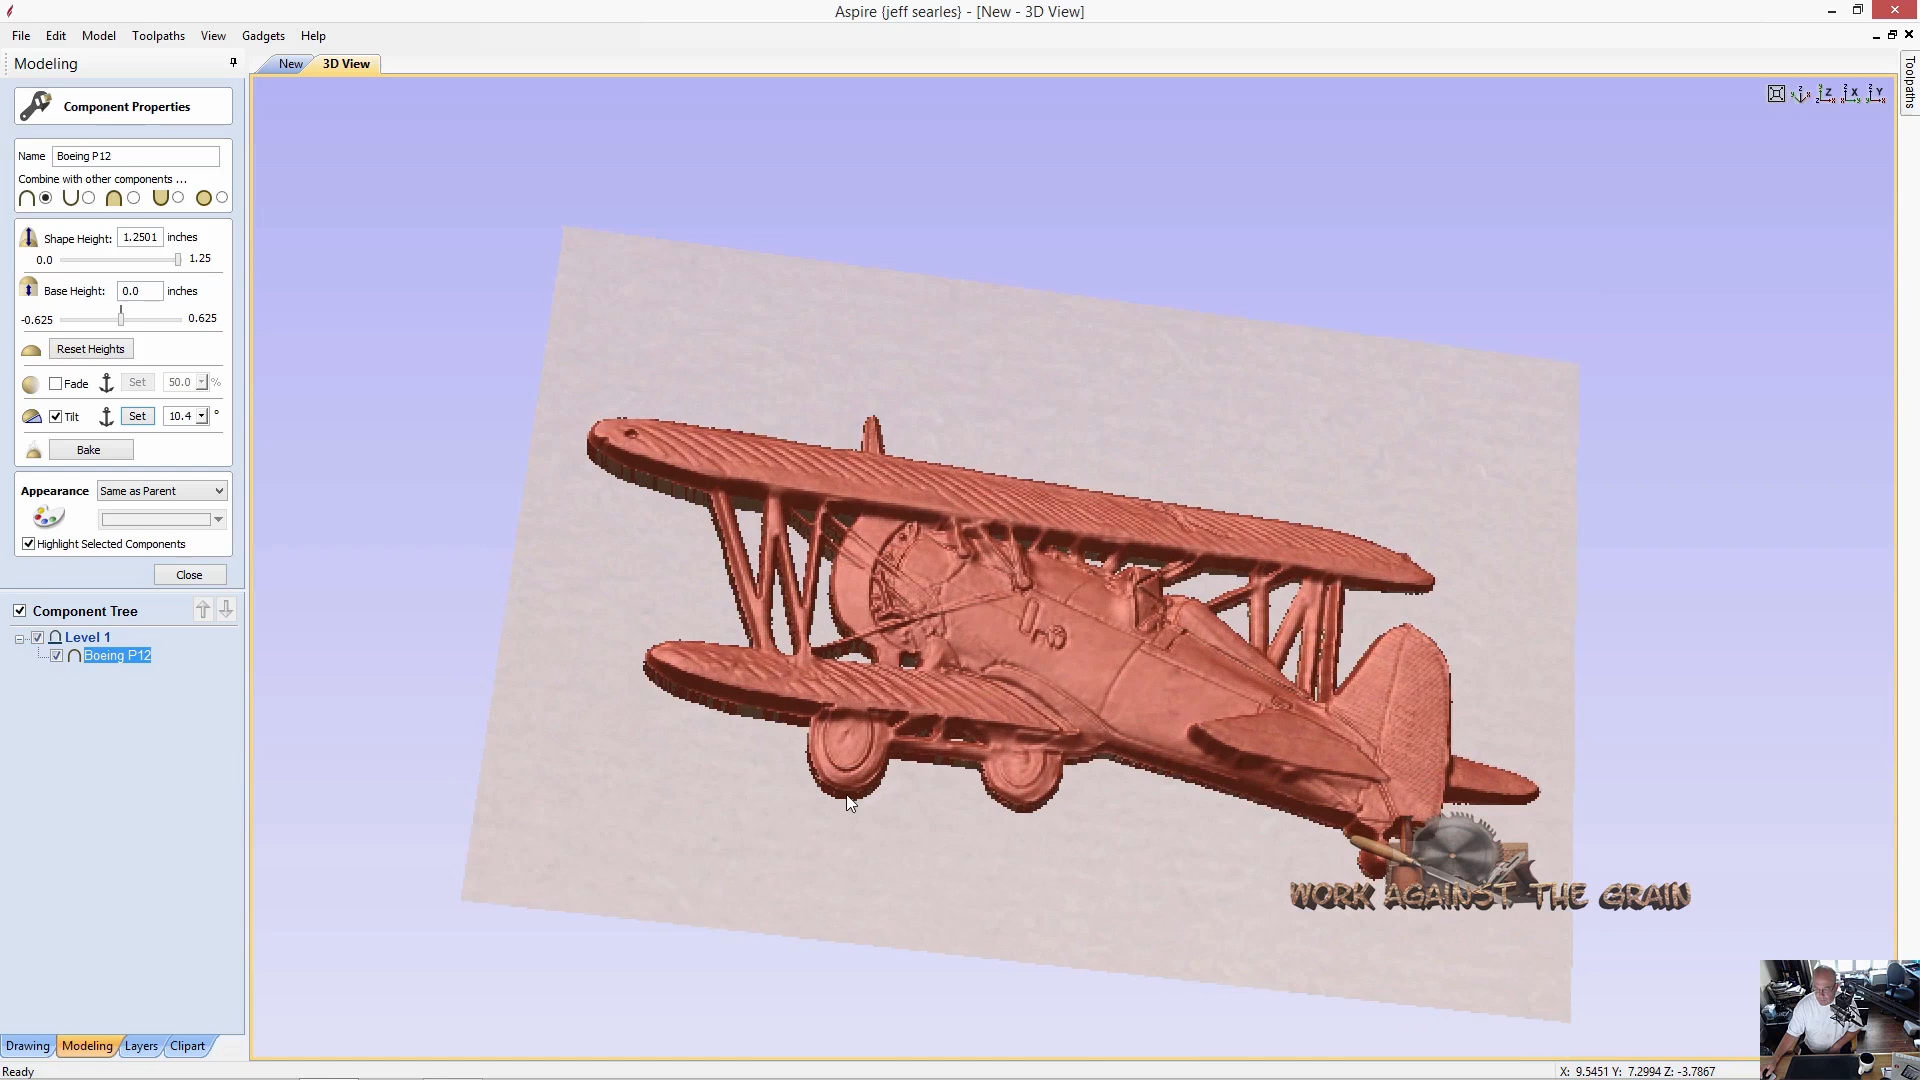 Aspire {jeff searles} - [New - 3D View]
File Edit Model Toolpaths View Gadgets Help
Modeling
New 3D View
Toolpaths
Component Properties
Name Boeing P12
Combine with other components ...
Shape Height: 1.2501 inches
0.0 1.25
Base Height: 0.0 inches
-0.625 0.625
Reset Heights
Fade Set 50.0 %
Tilt Set 10.4 °
Bake
Appearance Same as Parent
Highlight Selected Components
Close
Component Tree
Level 1
Boeing P12
WORK AGAINST THE GRAIN
Drawing Modeling Layers Clipart
Ready
X: 9.5451 Y: 7.2994 Z: -3.7867